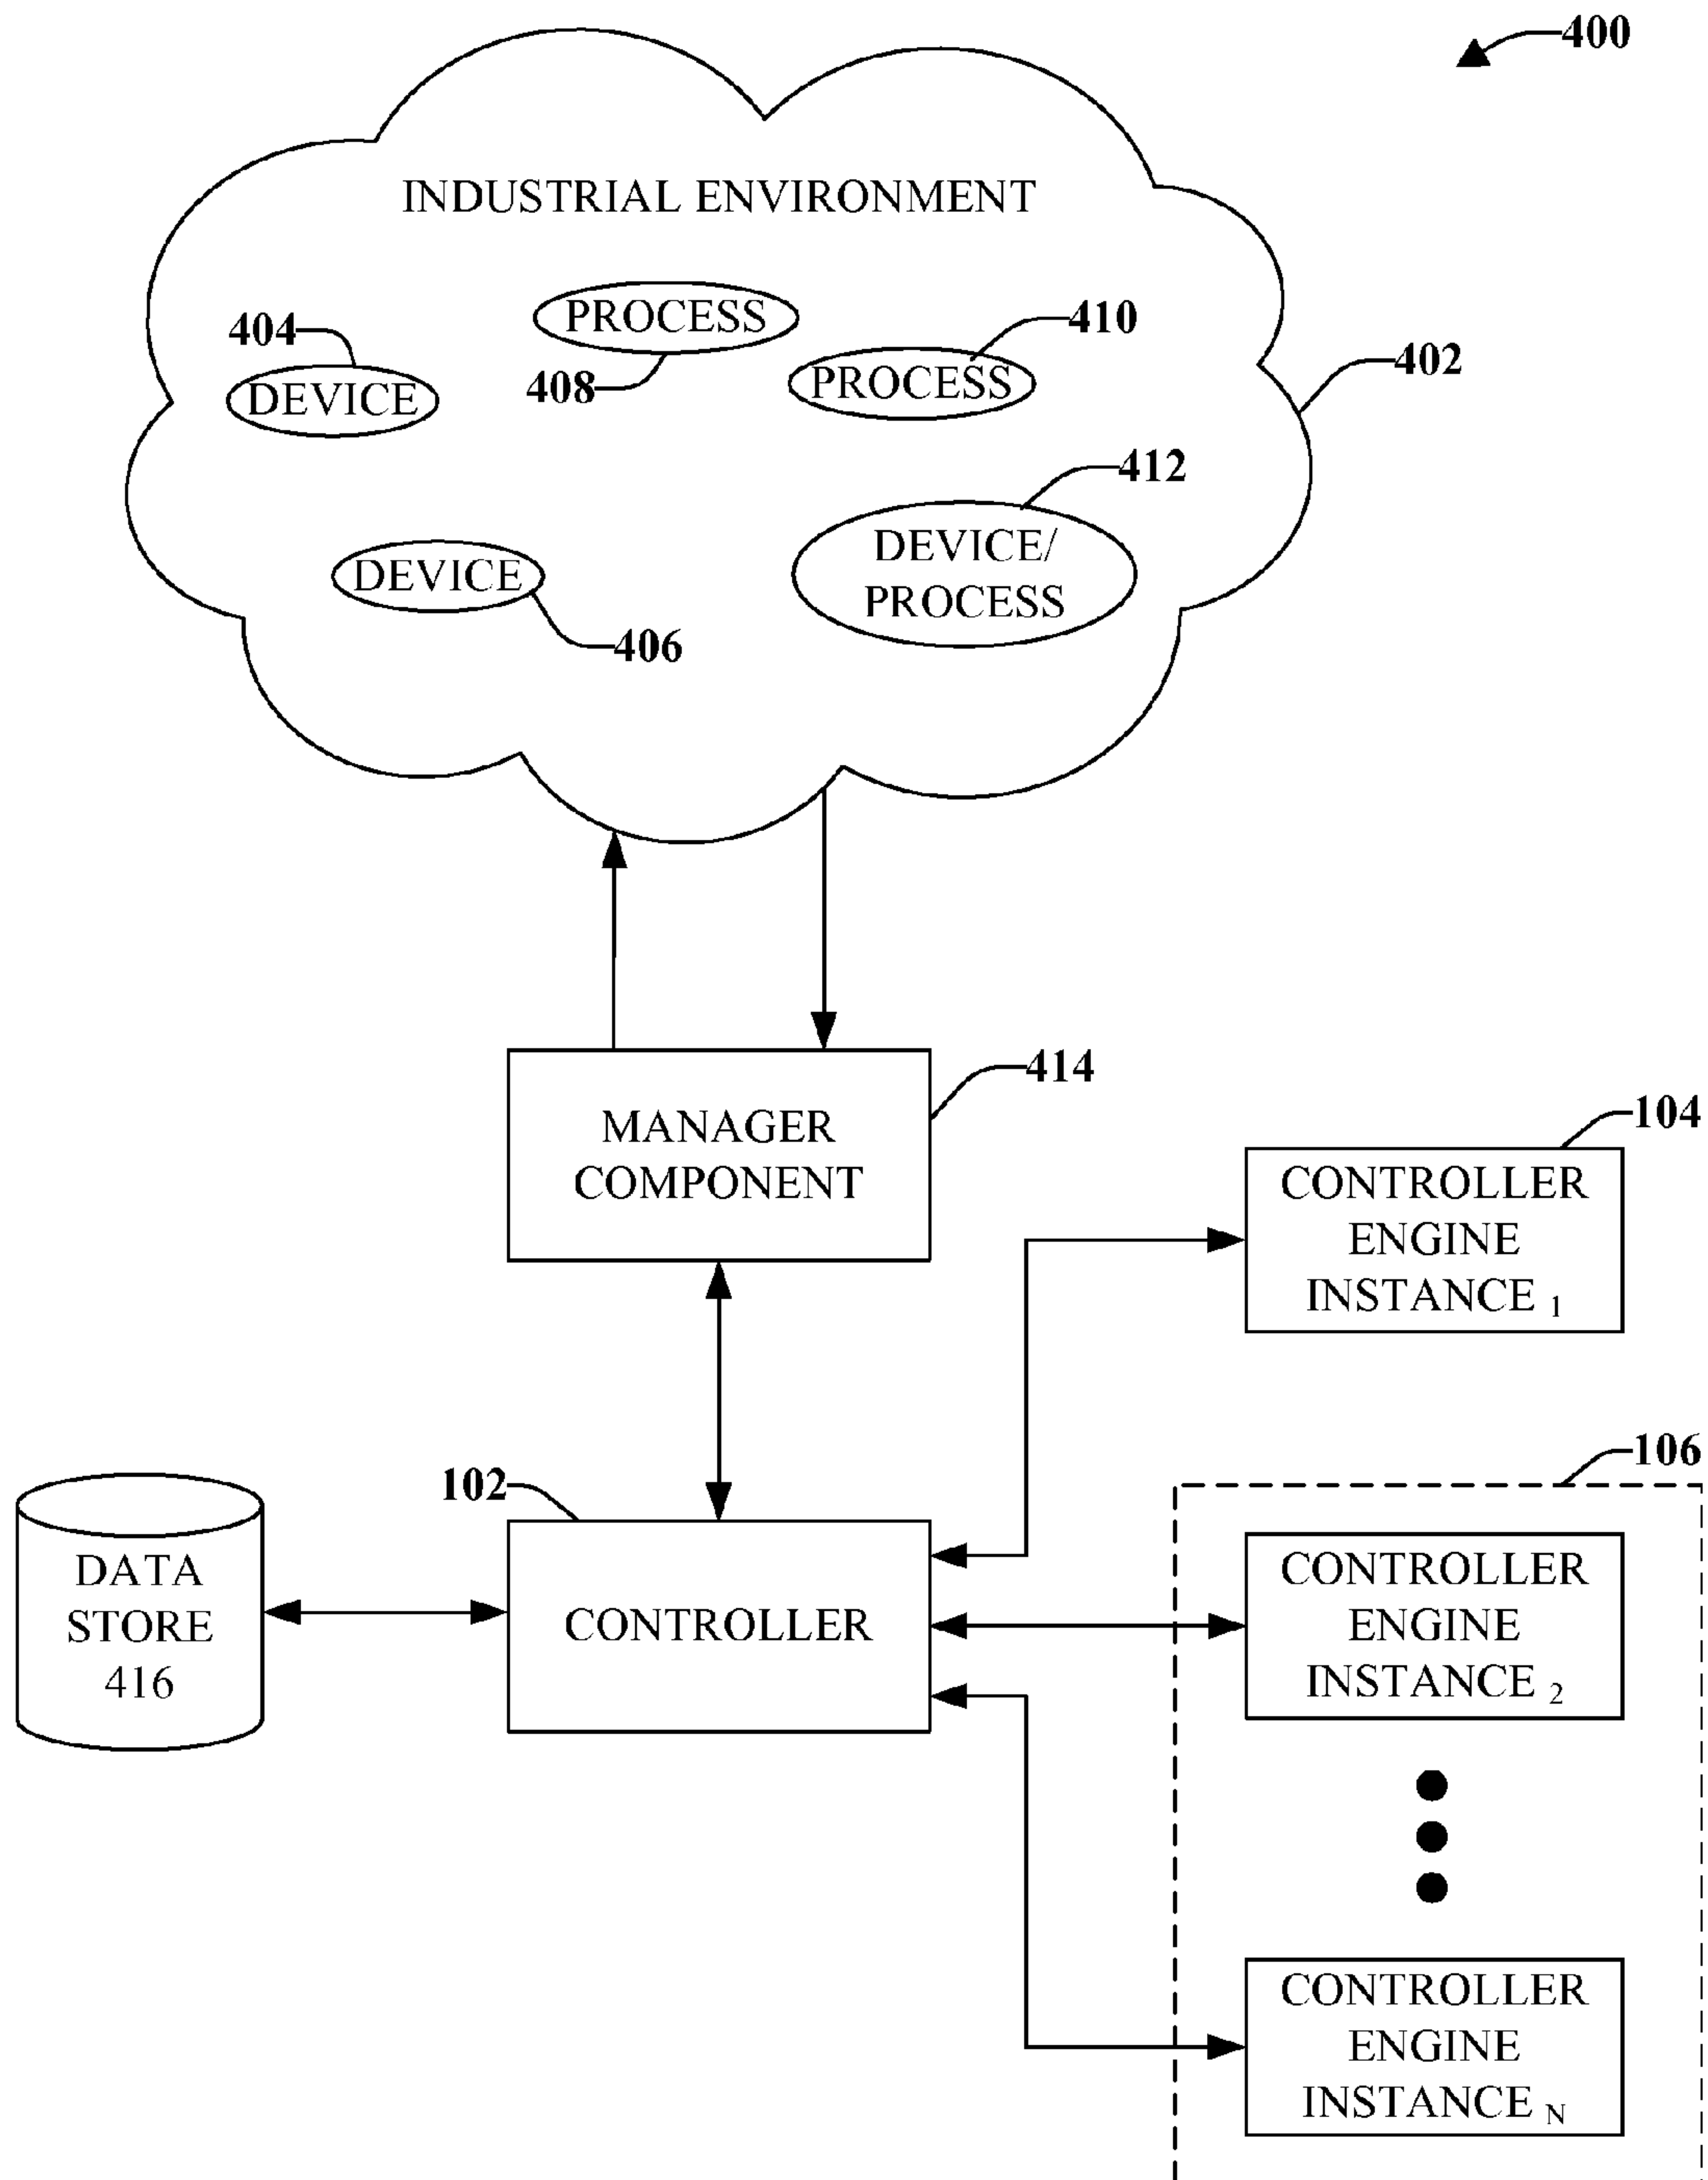 400
INDUSTRIAL ENVIRONMENT
PROCESS
404
410
408
402
DEVICE
PROCESS
412
DEVICE/
PROCESS
DEVICE
406
414
MANAGER
COMPONENT
104
CONTROLLER
ENGINE
INSTANCE 1
106
102
DATA
STORE
416
CONTROLLER
CONTROLLER
ENGINE
INSTANCE 2
CONTROLLER
ENGINE
INSTANCE N